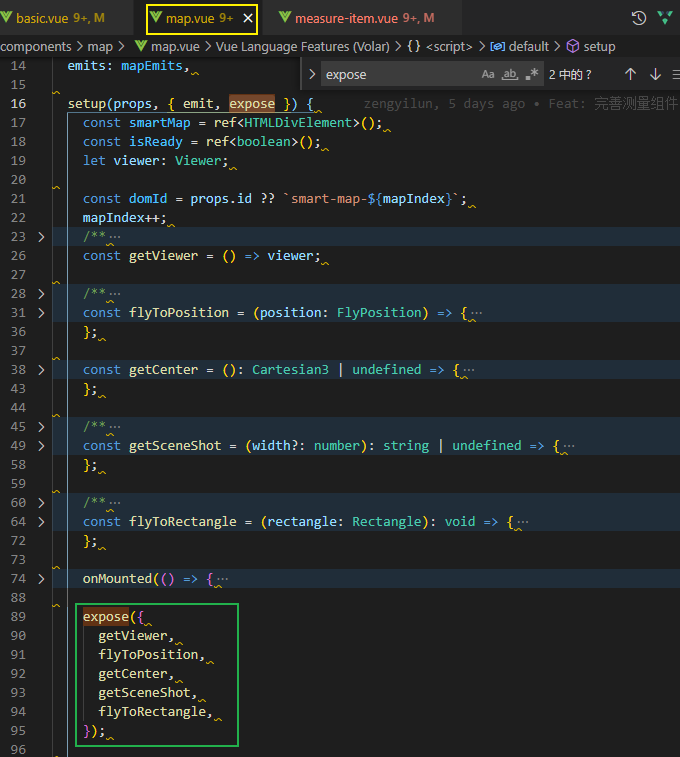 basic.vue 9+, M map.vue 9+ × measure-item.vue 9+, M
components > map > map.vue > Vue Language Features (Volar) > {} <script> > default > setup
expose Aa ab .* 2 中的 ?
14 emits: mapEmits,
15
16 setup(props, { emit, expose }) { zengyilun, 5 days ago • Feat: 完善测量组件
17 const smartMap = ref<HTMLDivElement>();
18 const isReady = ref<boolean>();
19 let viewer: Viewer;
20
21 const domId = props.id ?? `smart-map-${mapIndex}`;
22 mapIndex++;
23 /** ···
26 const getViewer = () => viewer;
27
28 /** ···
31 const flyToPosition = (position: FlyPosition) => { ···
36 };
37
38 const getCenter = (): Cartesian3 | undefined => { ···
43 };
44
45 /** ···
49 const getSceneShot = (width?: number): string | undefined => { ···
58 };
59
60 /** ···
64 const flyToRectangle = (rectangle: Rectangle): void => { ···
72 };
73
74 onMounted(() => { ···
88
89 expose({
90 getViewer,
91 flyToPosition,
92 getCenter,
93 getSceneShot,
94 flyToRectangle,
95 });
96